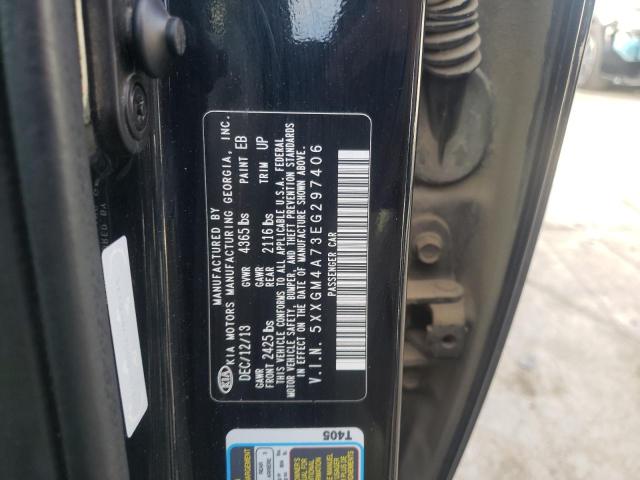 MANUFACTURED BY
KIA MOTORS MANUFACTURING GEORGIA, INC.
KIA
DEC/12/13 GVWR 4365 lbs PAINT EB
GAWR FRONT 2425 lbs GAWR REAR 2116 lbs TRIM UP
THIS VEHICLE CONFORMS TO ALL APPLICABLE U.S.A. FEDERAL
MOTOR VEHICLE SAFETY, BUMPER, AND THEFT PREVENTION STANDARDS
IN EFFECT ON THE DATE OF MANUFACTURE SHOWN ABOVE.
V.I.N. 5XXGM4A73EG297406
PASSENGER CAR
T405